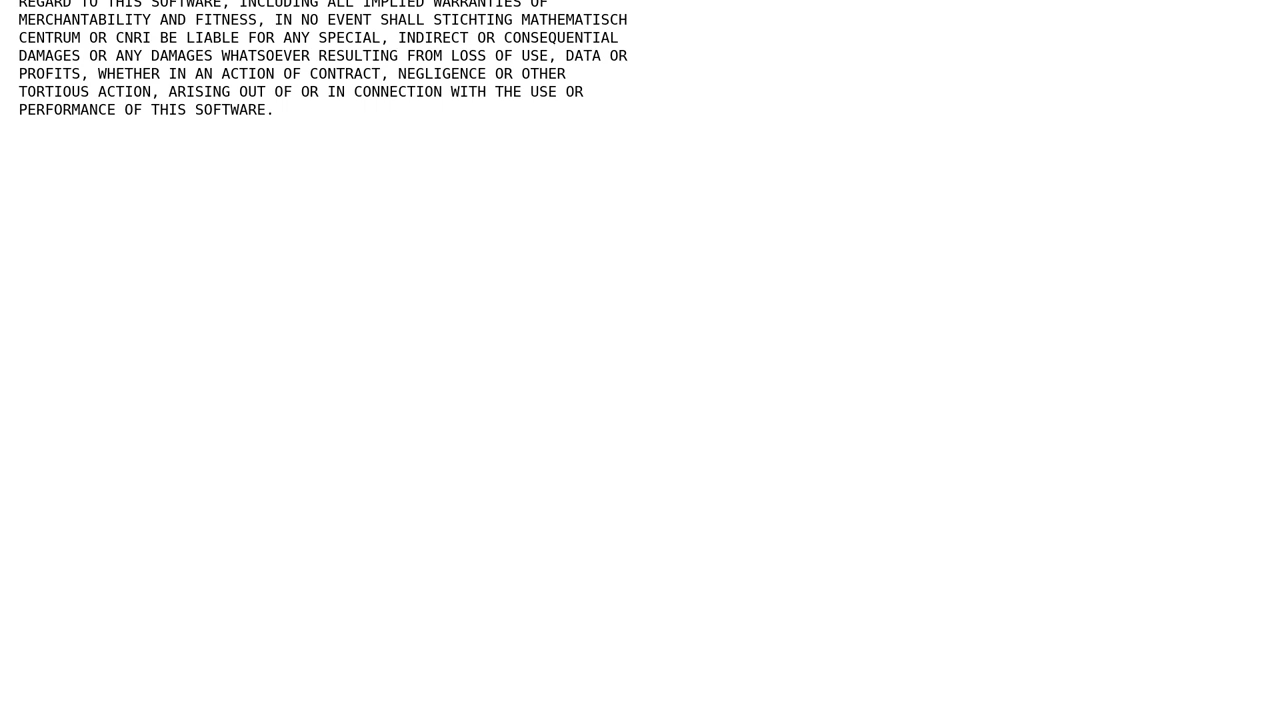 REGARD TO THIS SOFTWARE, INCLUDING ALL IMPLIED WARRANTIES OF
MERCHANTABILITY AND FITNESS, IN NO EVENT SHALL STICHTING MATHEMATISCH
CENTRUM OR CNRI BE LIABLE FOR ANY SPECIAL, INDIRECT OR CONSEQUENTIAL
DAMAGES OR ANY DAMAGES WHATSOEVER RESULTING FROM LOSS OF USE, DATA OR
PROFITS, WHETHER IN AN ACTION OF CONTRACT, NEGLIGENCE OR OTHER
TORTIOUS ACTION, ARISING OUT OF OR IN CONNECTION WITH THE USE OR
PERFORMANCE OF THIS SOFTWARE.